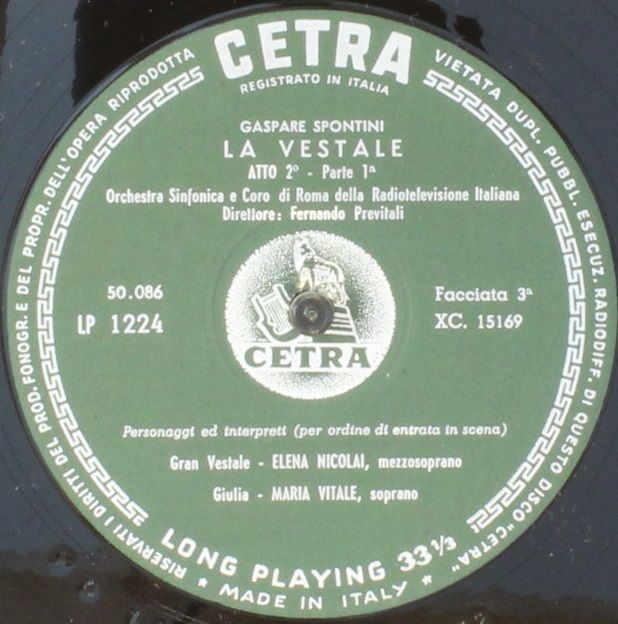 CETRA
REGISTRATO IN ITALIA
GASPARE SPONTINI
LA VESTALE
ATTO 2º - Parte 1ª
Orchestra Sinfonica e Coro di Roma della Radiotelevisione Italiana
Direttore: Fernando Previtali
50.086
LP 1224
Facciata 3ª
XC. 15169
CETRA
Personaggi ed interpreti (per ordine di entrata in scena)
Gran Vestale - ELENA NICOLAI, mezzosoprano
Giulia - MARIA VITALE, soprano
LONG PLAYING 33⅓
★ MADE IN ITALY ★
RISERVATI I DIRITTI DEL PROD. FONOGR. E DEL PROPR. DELL'OPERA RIPRODOTTA
VIETATA DUPL. PUBBL. ESECUZ. RADIODIFF. DI QUESTO DISCO "CETRA"